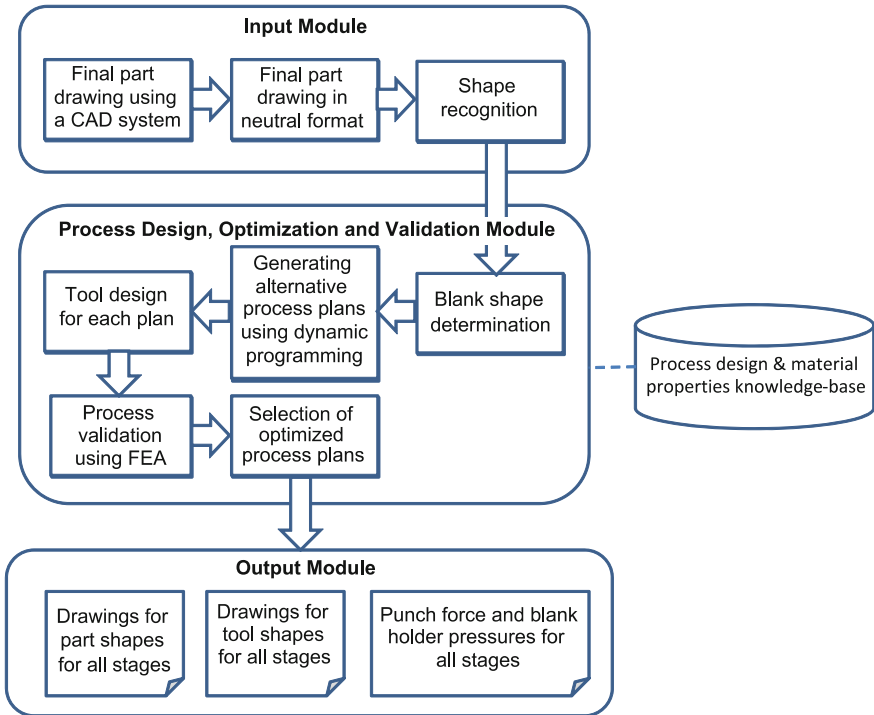 Input Module
Final part
drawing using
a CAD system
Final part
drawing in
neutral format
Shape
recognition
Process Design, Optimization and Validation Module
Blank shape
determination
Generating
alternative
process plans
using dynamic
programming
Tool design
for each plan
Process
validation
using FEA
Selection of
optimized
process plans
Process design & material
properties knowledge-base
Output Module
Drawings for
part shapes
for all stages
Drawings for
tool shapes
for all stages
Punch force and blank
holder pressures for
all stages